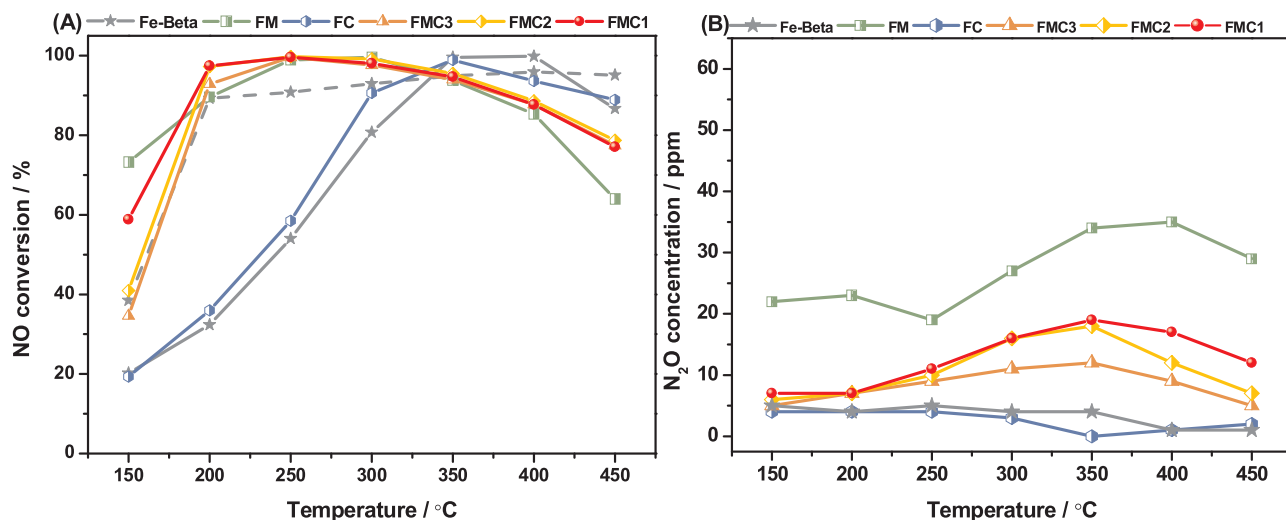 (A)
Fe-Beta FM FC FMC3 FMC2 FMC1
100
80
60
40
20
0
NO conversion / %
150 200 250 300 350 400 450
Temperature / °C
(B)
Fe-Beta FM FC FMC3 FMC2 FMC1
60
50
40
30
20
10
0
N₂O concentration / ppm
150 200 250 300 350 400 450
Temperature / °C